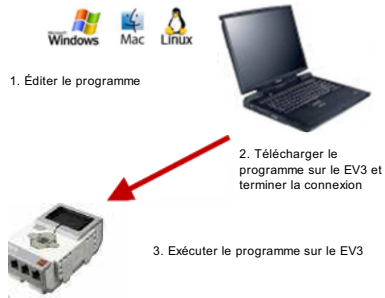 Windows Mac Linux
1. Éditer le programme
2. Télécharger le
programme sur le EV3 et
terminer la connexion
3. Exécuter le programme sur le EV3